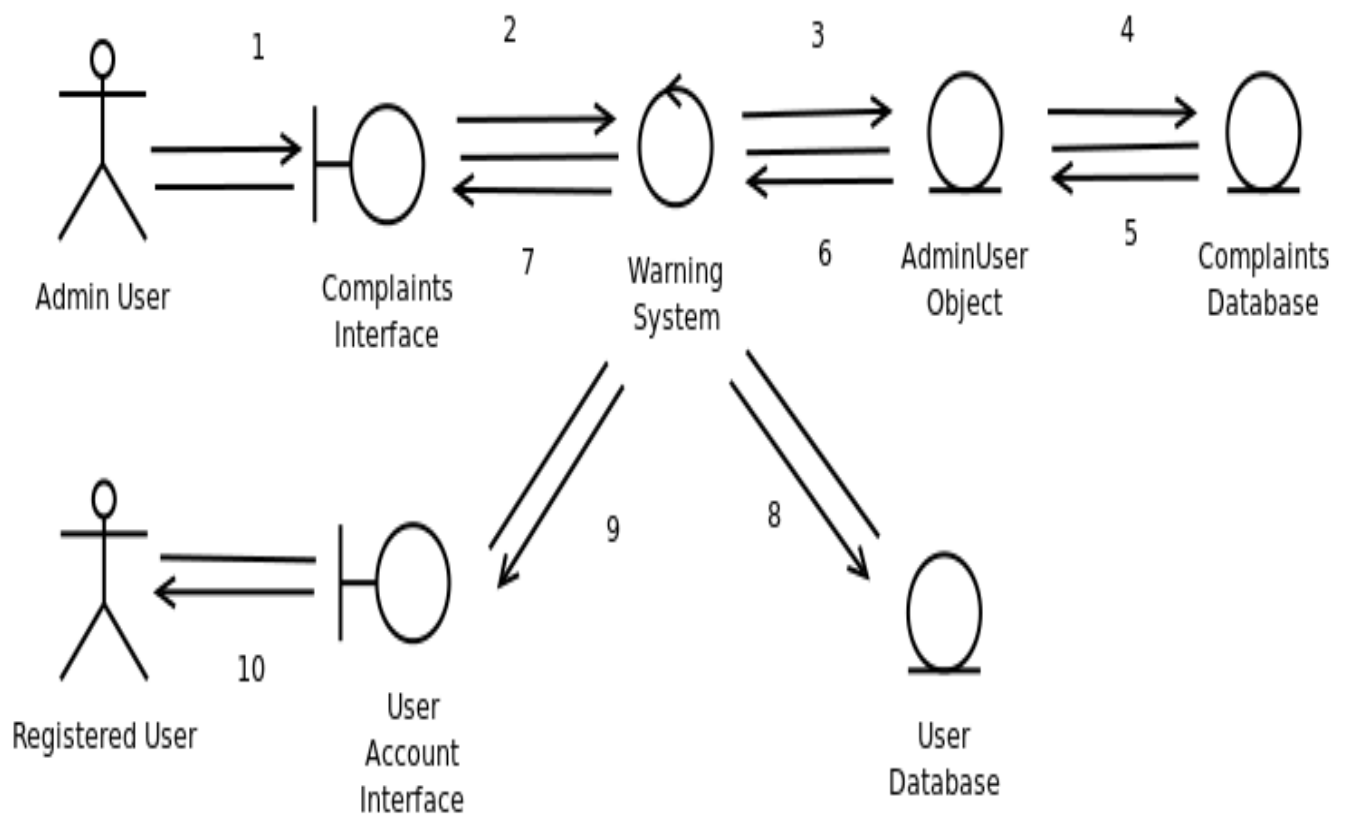 1
2
3
4
7
6
5
Admin User
Complaints
Interface
Warning
System
AdminUser
Object
Complaints
Database
9
8
10
Registered User
User
Account
Interface
User
Database